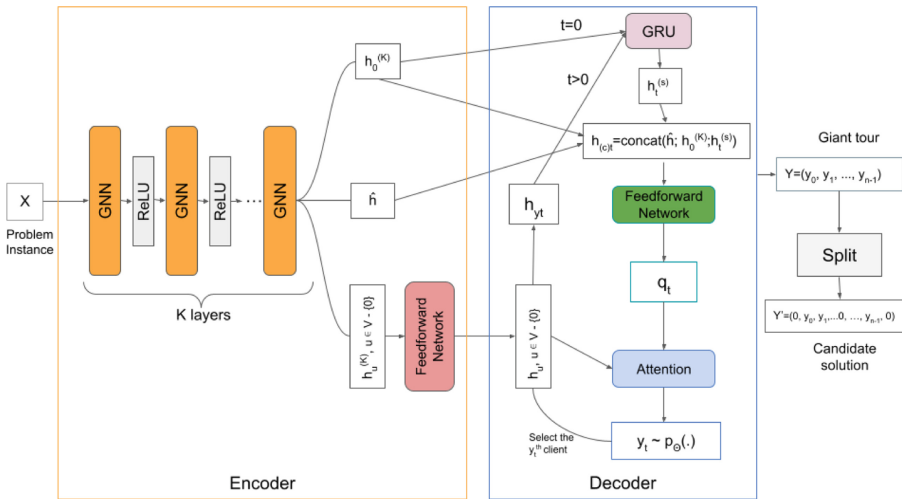 X
Problem
Instance
GNN
ReLU
GNN
ReLU
...
GNN
K layers
h₀⁽ᴷ⁾
ĥ
hᵤ⁽ᴷ⁾, u ∈ V - {0}
Feedforward
Network
Encoder
t=0
t>0
GRU
hₜ⁽ˢ⁾
h₍c₎ₜ=concat(ĥ; h₀⁽ᴷ⁾;hₜ⁽ˢ⁾)
Feedforward
Network
h_yt
qₜ
hᵤ, u ∈ V - {0}
Attention
Select the
yₜᵗʰ client
yₜ ~ p_Θ(.)
Decoder
Giant tour
Y=(y₀, y₁, ..., yₙ₋₁)
Split
Y'=(0, y₀, y₁,...0, ..., yₙ₋₁, 0)
Candidate
solution